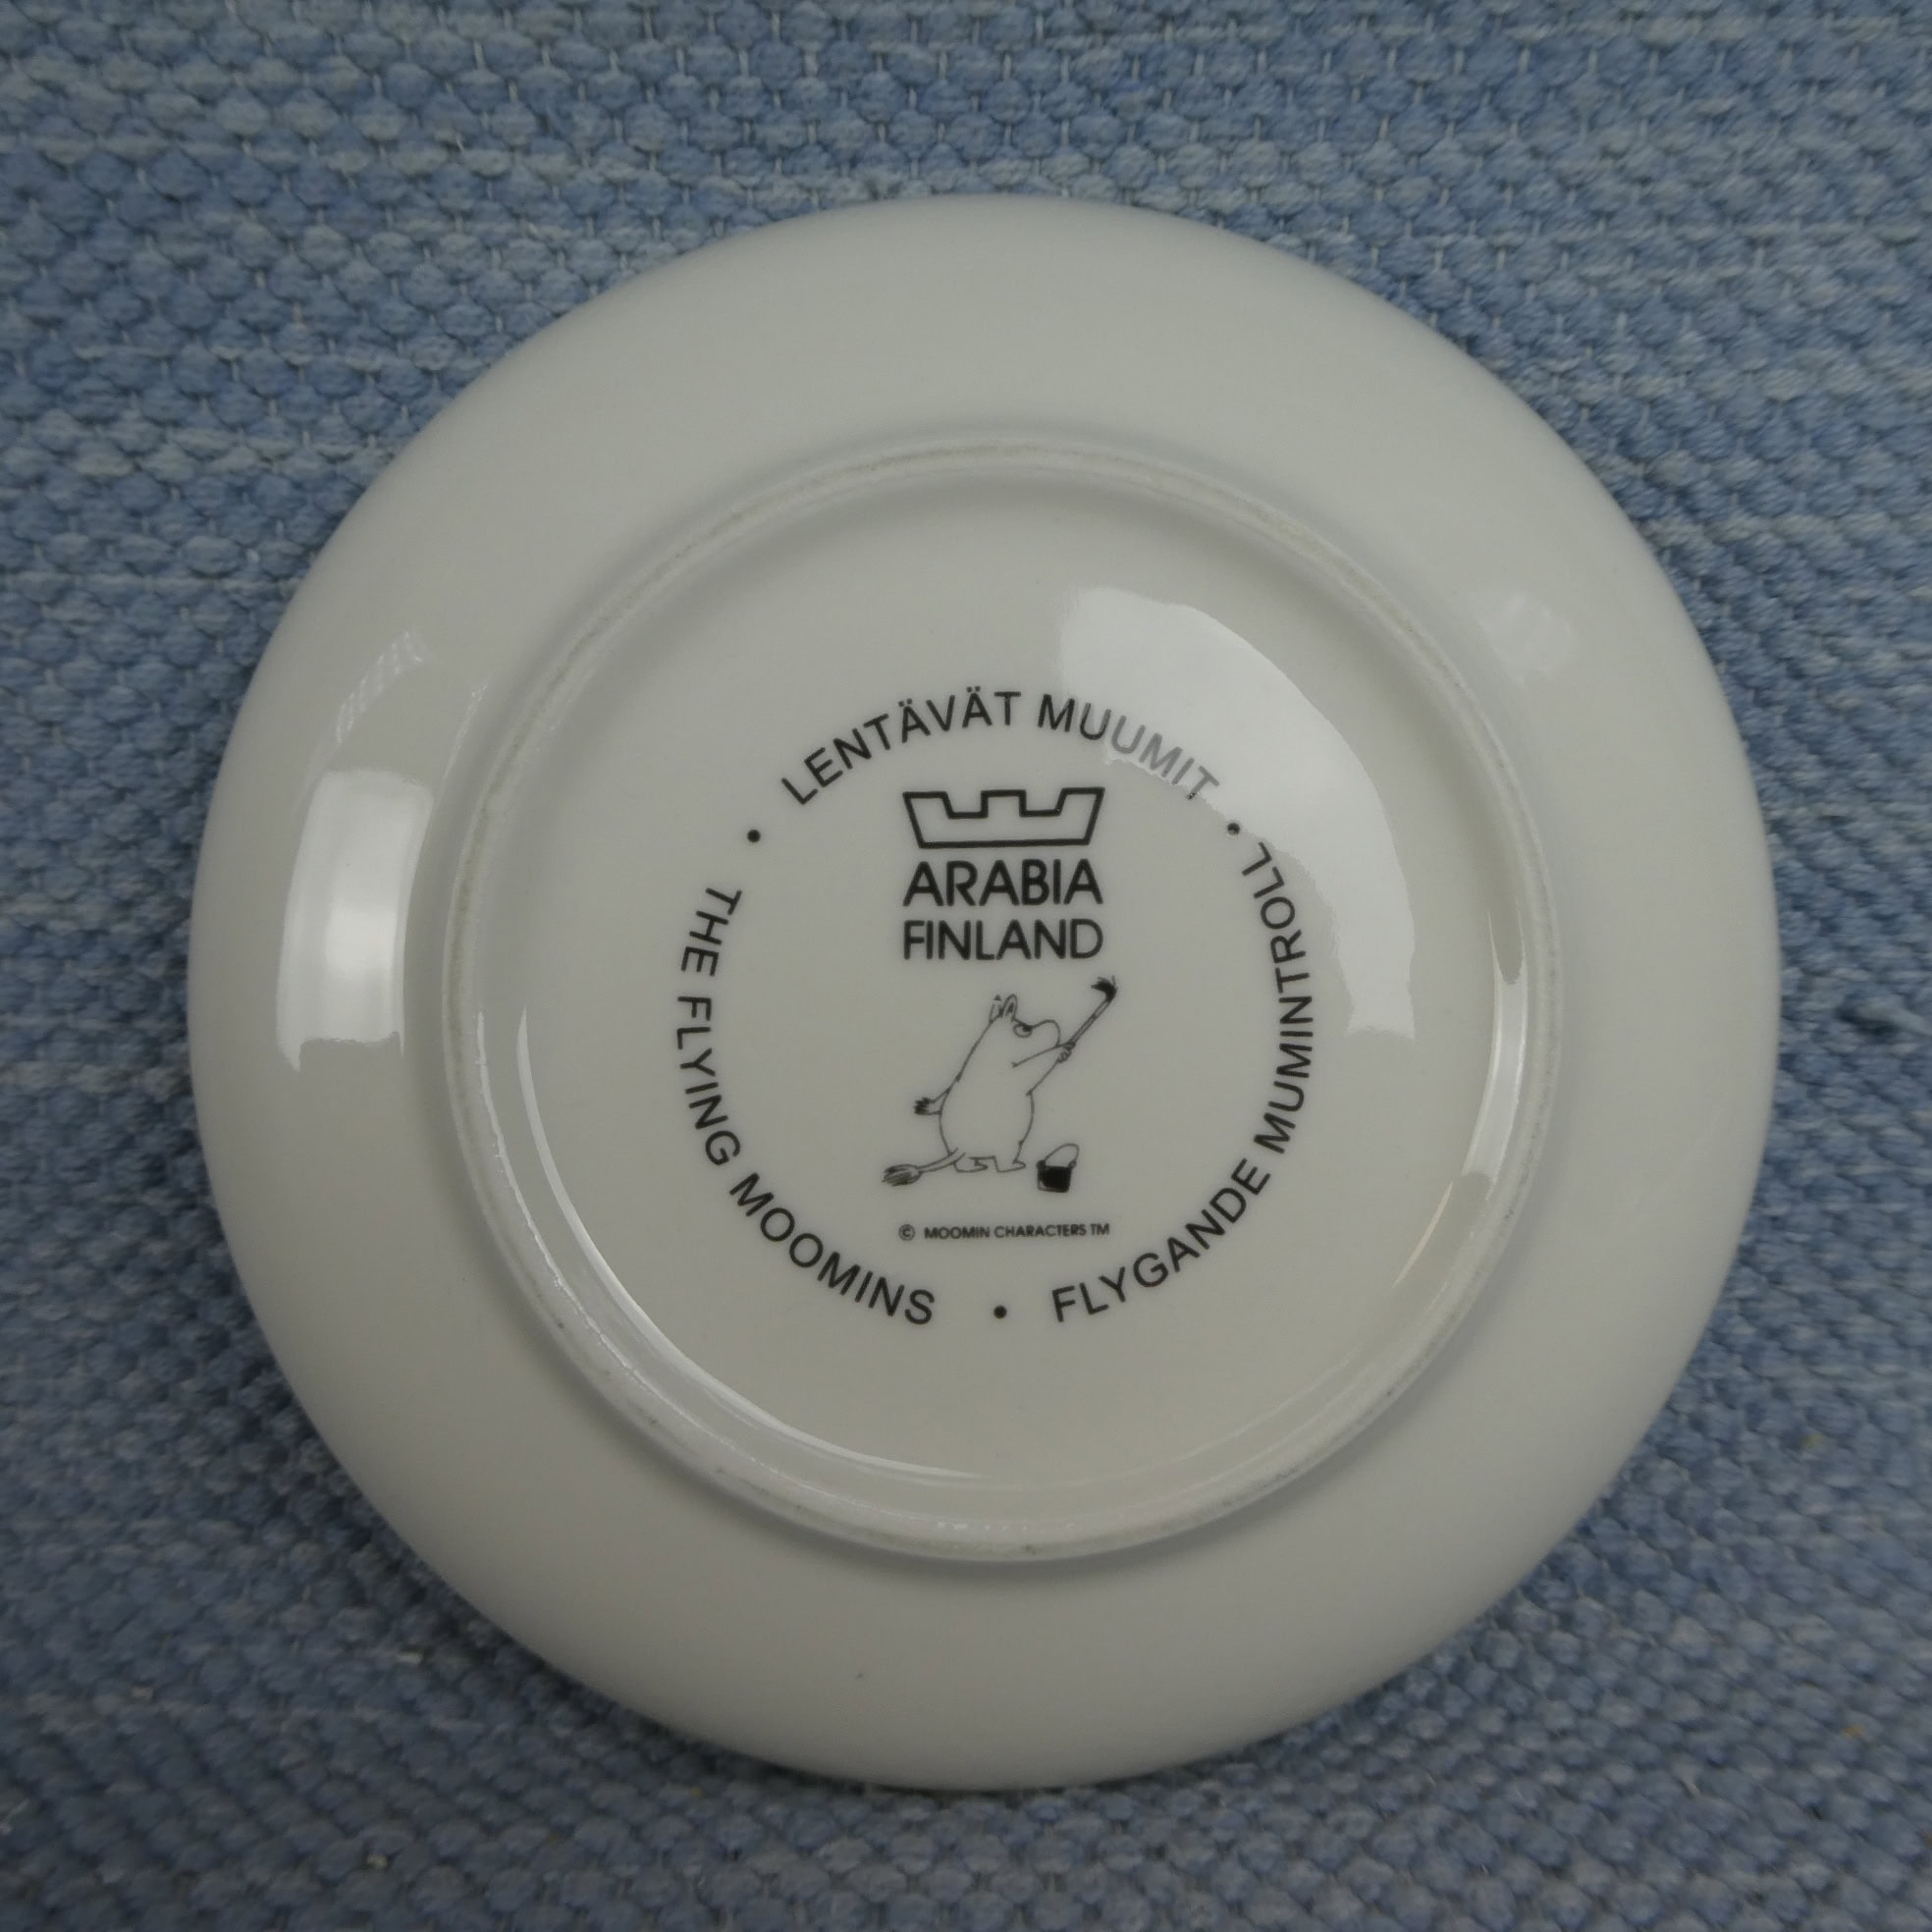 LENTÄVÄT MUUMIT • FLYGANDE MUMINTROLL • THE FLYING MOOMINS •
ARABIA
FINLAND
© MOOMIN CHARACTERS TM